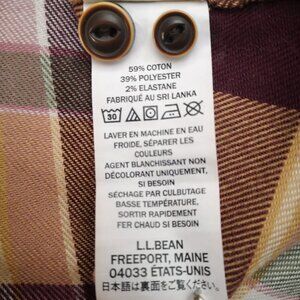 59% COTON
39% POLYESTER
2% ELASTANE
FABRIQUÉ AU SRI LANKA
30
LAVER EN MACHINE EN EAU
FROIDE, SÉPARER LES
COULEURS
AGENT BLANCHISSANT NON
DÉCOLORANT UNIQUEMENT,
SI BESOIN
SÉCHAGE PAR CULBUTAGE
BASSE TEMPÉRATURE,
SORTIR RAPIDEMENT
FER CHAUD SI BESOIN
L.L.BEAN
FREEPORT, MAINE
04033 ÉTATS-UNIS
日本語は裏面をご覧ください